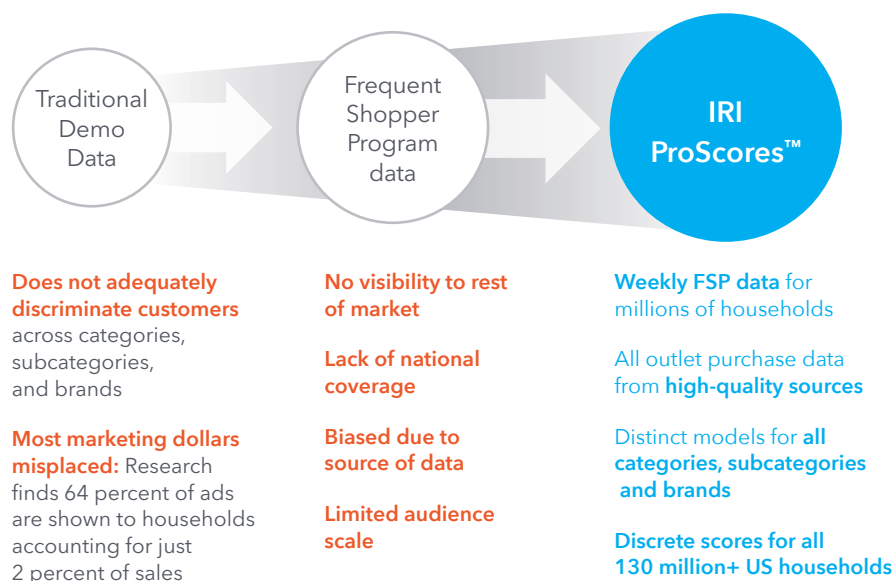 Traditional
Demo
Data
Frequent
Shopper
Program
data
IRI
ProScores™
Does not adequately
discriminate customers
across categories,
subcategories,
and brands
Most marketing dollars
misplaced: Research
finds 64 percent of ads
are shown to households
accounting for just
2 percent of sales
No visibility to rest
of market
Lack of national
coverage
Biased due to
source of data
Limited audience
scale
Weekly FSP data for
millions of households
All outlet purchase data
from high-quality sources
Distinct models for all
categories, subcategories
and brands
Discrete scores for all
130 million+ US households